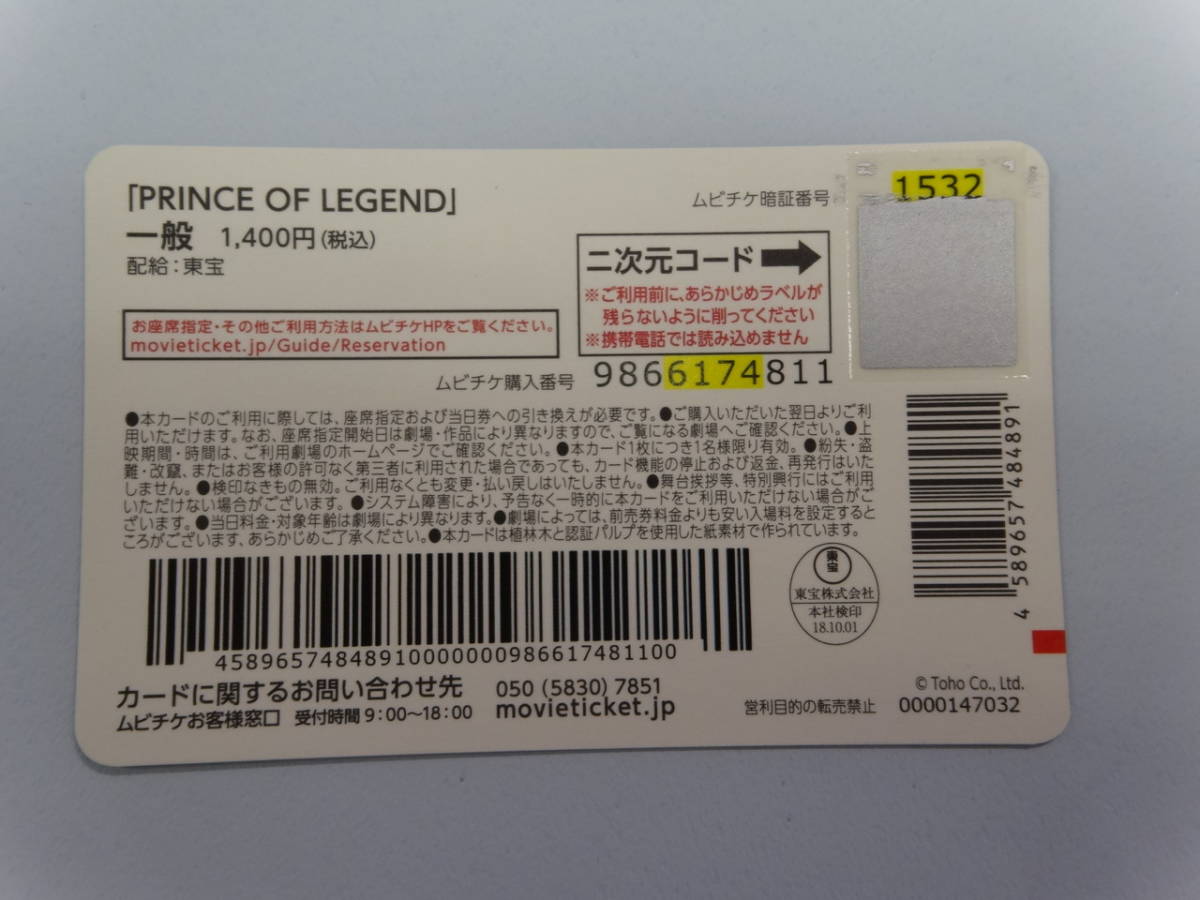 「PRINCE OF LEGEND」
一般 1,400円(税込)
配給：東宝
ムビチケ暗証番号
1532
二次元コード
※ご利用前に、あらかじめラベルが
残らないように削ってください
※携帯電話では読み込めません
お座席指定・その他ご利用方法はムビチケHPをご覧ください。
movieticket.jp/Guide/Reservation
ムビチケ購入番号 9866174811
●本カードのご利用に際しては、座席指定および当日券への引き換えが必要です。●ご購入いただいた翌日よりご利
用いただけます。なお、座席指定開始日は劇場・作品により異なりますので、ご覧になる劇場へご確認ください。●上
映期間・時間は、ご利用劇場のホームページでご確認ください。●本カード1枚につき1名様限り有効。●紛失・盗
難・改竄、またはお客様の許可なく第三者に利用された場合であっても、カード機能の停止および返金、再発行はいた
しません。●検印なきもの無効。ご利用なくとも変更・払い戻しはいたしません。●舞台挨拶等、特別興行にはご利用
いただけない場合がございます。●システム障害により、予告なく一時的に本カードをご利用いただけない場合がご
ざいます。●当日料金・対象年齢は劇場により異なります。●劇場によっては、前売券料金よりも安い入場料を設定すると
ころがございます、あらかじめご了承ください。●本カードは植林木と認証パルプを使用した紙素材で作られています。
4 589657 484891
45896574848910000000986617481100
東宝
東宝株式会社
本社検印
18.10.01
カードに関するお問い合わせ先 050 (5830) 7851
ムビチケお客様窓口 受付時間 9:00～18:00 movieticket.jp
© Toho Co., Ltd.
営利目的の転売禁止 0000147032